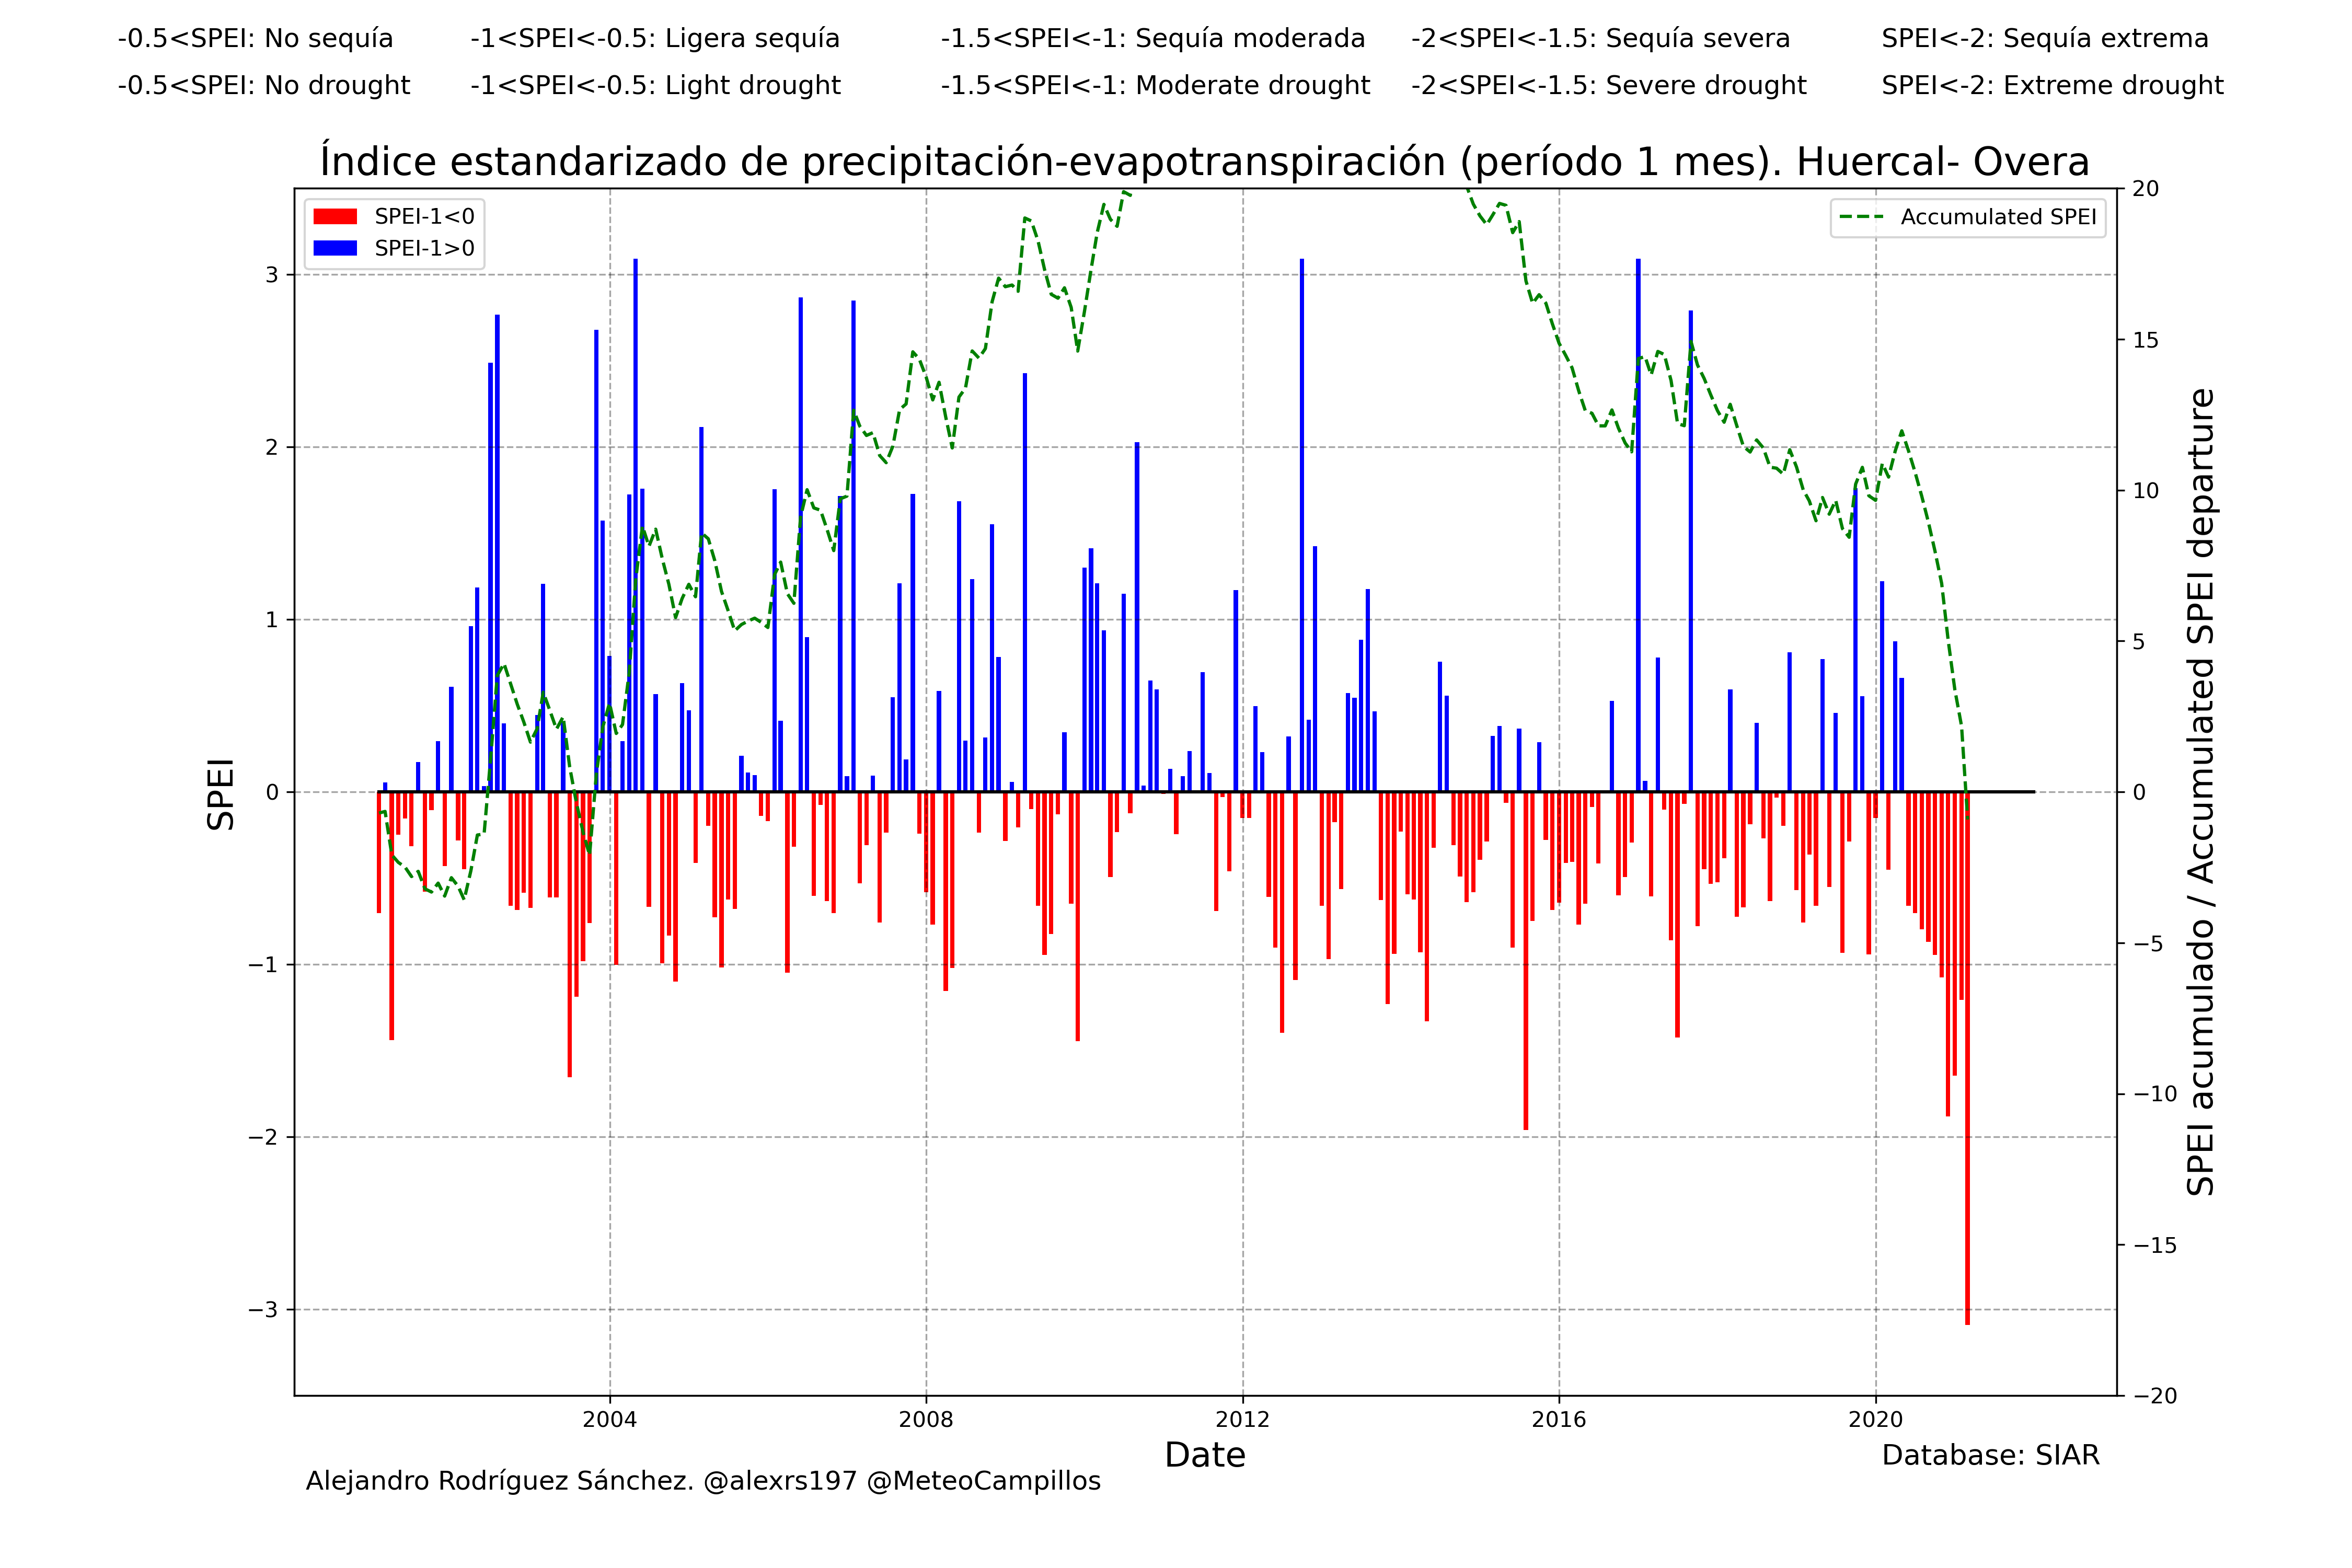 -0.5<SPEI: No sequía -1<SPEI<-0.5: Ligera sequía -1.5<SPEI<-1: Sequía moderada -2<SPEI<-1.5: Sequía severa SPEI<-2: Sequía extrema
-0.5<SPEI: No drought -1<SPEI<-0.5: Light drought -1.5<SPEI<-1: Moderate drought -2<SPEI<-1.5: Severe drought SPEI<-2: Extreme drought
Índice estandarizado de precipitación-evapotranspiración (período 1 mes). Huercal- Overa
SPEI-1<0
SPEI-1>0
Accumulated SPEI
SPEI
3
2
1
0
−1
−2
−3
20
15
10
5
0
−5
−10
−15
−20
SPEI acumulado / Accumulated SPEI departure
2004 2008 2012 2016 2020
Date
Database: SIAR
Alejandro Rodríguez Sánchez. @alexrs197 @MeteoCampillos